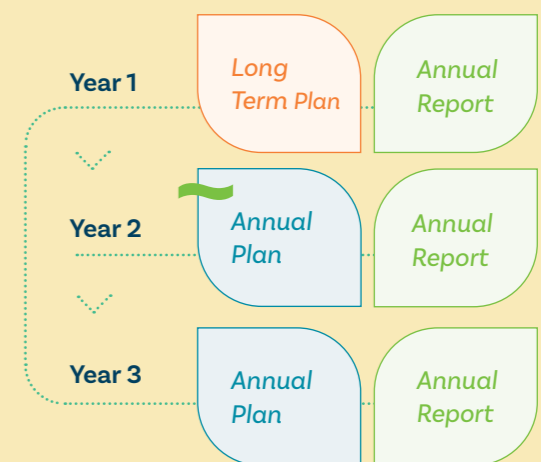 Year 1
Long
Term Plan
Annual
Report
Year 2
Annual
Plan
Annual
Report
Year 3
Annual
Plan
Annual
Report